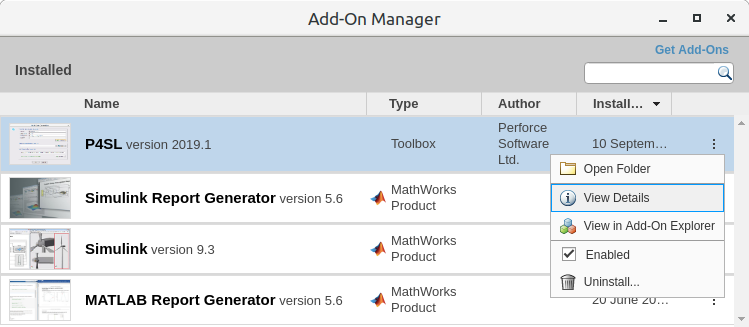 Add-On Manager
Get Add-Ons
Installed
Name Type Author Install...
P4SL version 2019.1 Toolbox Perforce Software Ltd. 10 Septem...
Open Folder
View Details
View in Add-On Explorer
Enabled
Uninstall...
Simulink Report Generator version 5.6 MathWorks Product
Simulink version 9.3 MathWorks Product
MATLAB Report Generator version 5.6 MathWorks Product 20 June 20...